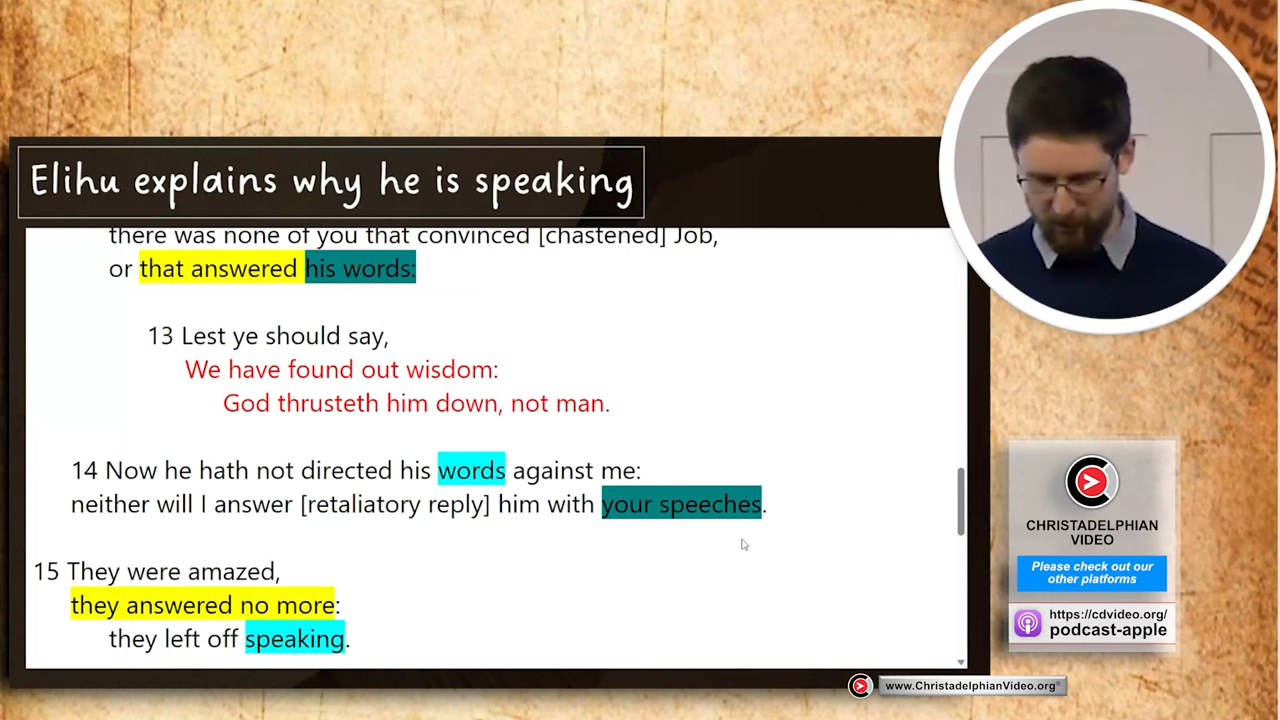 Elihu explains why he is speaking
there was none of you that convinced [chastened] Job,
or that answered his words:
13 Lest ye should say,
We have found out wisdom:
God thrusteth him down, not man.
14 Now he hath not directed his words against me:
neither will I answer [retaliatory reply] him with your speeches.
15 They were amazed,
they answered no more:
they left off speaking.
CHRISTADELPHIAN
VIDEO
Please check out our
other platforms
https://cdvideo.org/
podcast-apple
www.ChristadelphianVideo.org